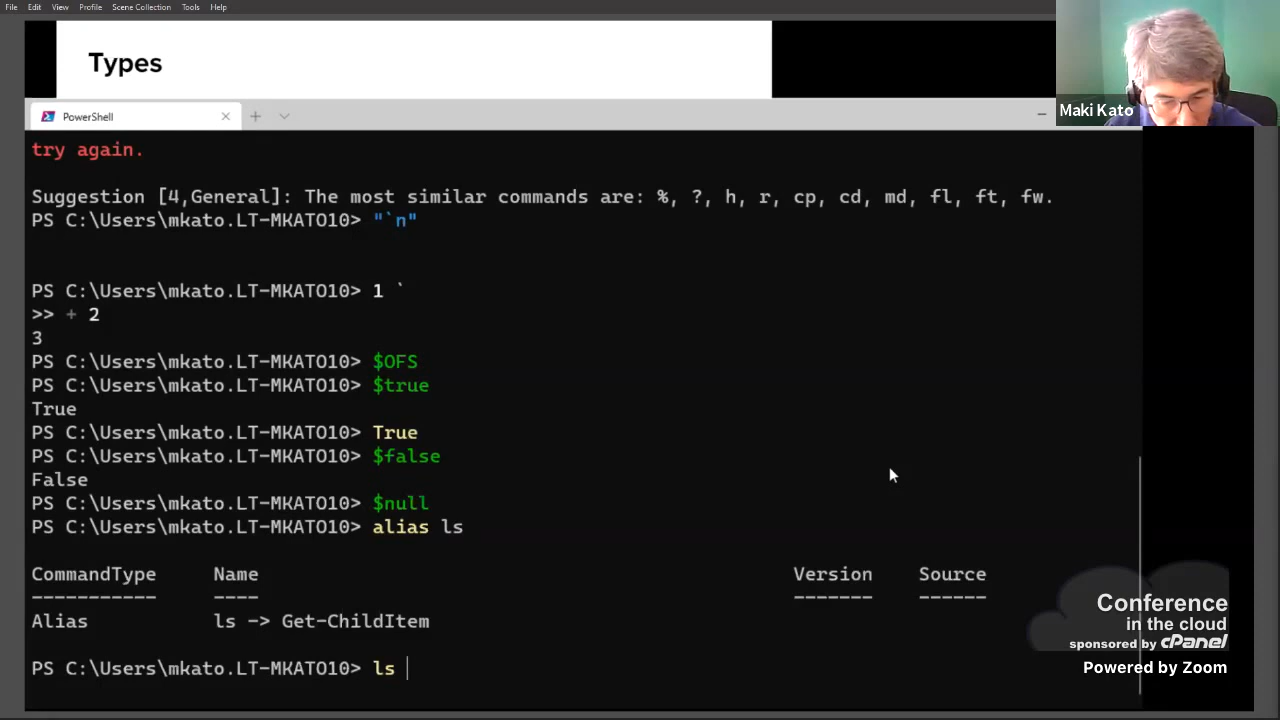 File Edit View Profile Scene Collection Tools Help
Types
Maki Kato
PowerShell
try again.
Suggestion [4,General]: The most similar commands are: %, ?, h, r, cp, cd, md, fl, ft, fw.
PS C:\Users\mkato.LT-MKATO10> "`n"
PS C:\Users\mkato.LT-MKATO10> 1 `
>> + 2
3
PS C:\Users\mkato.LT-MKATO10> $OFS
PS C:\Users\mkato.LT-MKATO10> $true
True
PS C:\Users\mkato.LT-MKATO10> True
PS C:\Users\mkato.LT-MKATO10> $false
False
PS C:\Users\mkato.LT-MKATO10> $null
PS C:\Users\mkato.LT-MKATO10> alias ls
CommandType Name Version Source
----------- ---- ------- ------
Alias ls -> Get-ChildItem
PS C:\Users\mkato.LT-MKATO10> ls
Conference
in the cloud
sponsored by cPanel
Powered by Zoom